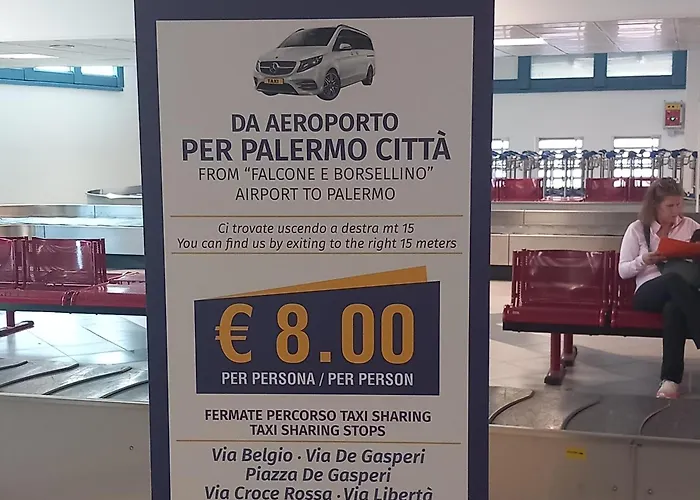 TAXI
DA AEROPORTO
PER PALERMO CITTÀ
FROM "FALCONE E BORSELLINO"
AIRPORT TO PALERMO
Ci trovate uscendo a destra mt 15
You can find us by exiting to the right 15 meters
€ 8.00
PER PERSONA / PER PERSON
FERMATE PERCORSO TAXI SHARING
TAXI SHARING STOPS
Via Belgio · Via De Gasperi
Piazza De Gasperi
Via Croce Rossa · Via Libertà